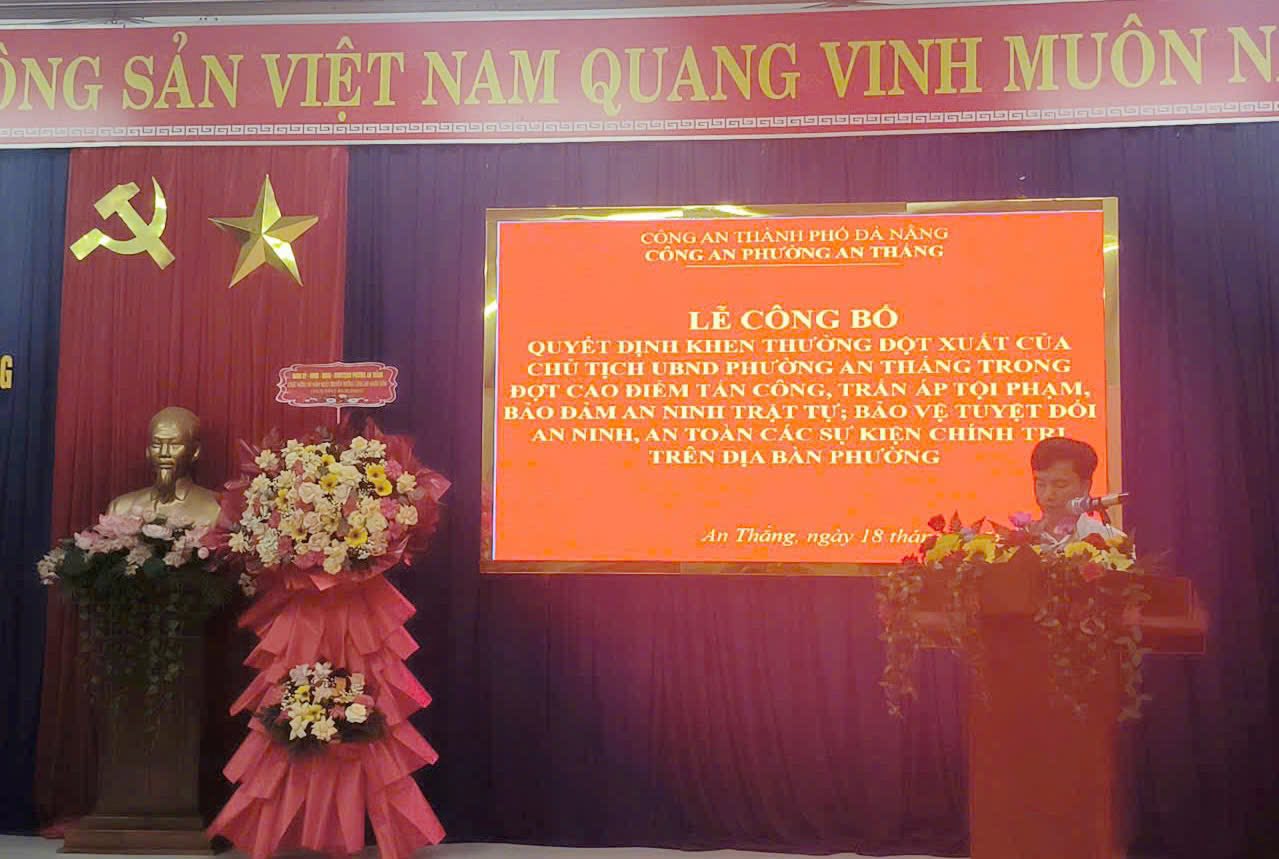 ÔNG SẢN VIỆT NAM QUANG VINH MUÔN N
CÔNG AN THÀNH PHỐ ĐÀ NẴNG
CÔNG AN PHƯỜNG AN THẮNG
LỄ CÔNG BỐ
QUYẾT ĐỊNH KHEN THƯỞNG ĐỘT XUẤT CỦA
CHỦ TỊCH UBND PHƯỜNG AN THẮNG TRONG
ĐỢT CAO ĐIỂM TẤN CÔNG, TRẤN ÁP TỘI PHẠM,
BẢO ĐẢM AN NINH TRẬT TỰ; BẢO VỆ TUYỆT ĐỐI
AN NINH, AN TOÀN CÁC SỰ KIỆN CHÍNH TRỊ
TRÊN ĐỊA BÀN PHƯỜNG
An Thắng, ngày 18 thán
G